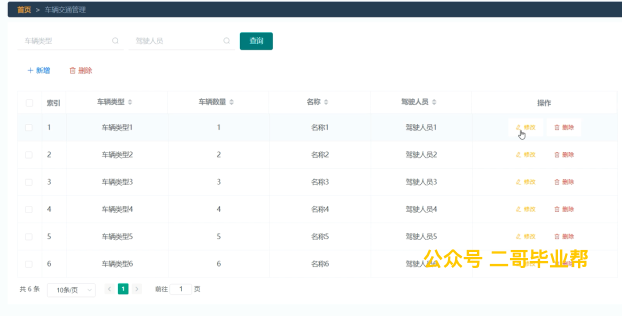 首页 > 车辆交通管理
车辆类型 驾驶人员 查询
+ 新增 删除
索引 车辆类型 车辆数量 名称 驾驶人员 操作
1 车辆类型1 1 名称1 驾驶人员1 修改 删除
2 车辆类型2 2 名称2 驾驶人员2 修改 删除
3 车辆类型3 3 名称3 驾驶人员3 修改 删除
4 车辆类型4 4 名称4 驾驶人员4 修改 删除
5 车辆类型5 5 名称5 驾驶人员5 修改 删除
6 车辆类型6 6 名称6 驾驶人员6
公众号 二哥毕业帮
共 6 条 10条/页 < 1 > 前往 1 页